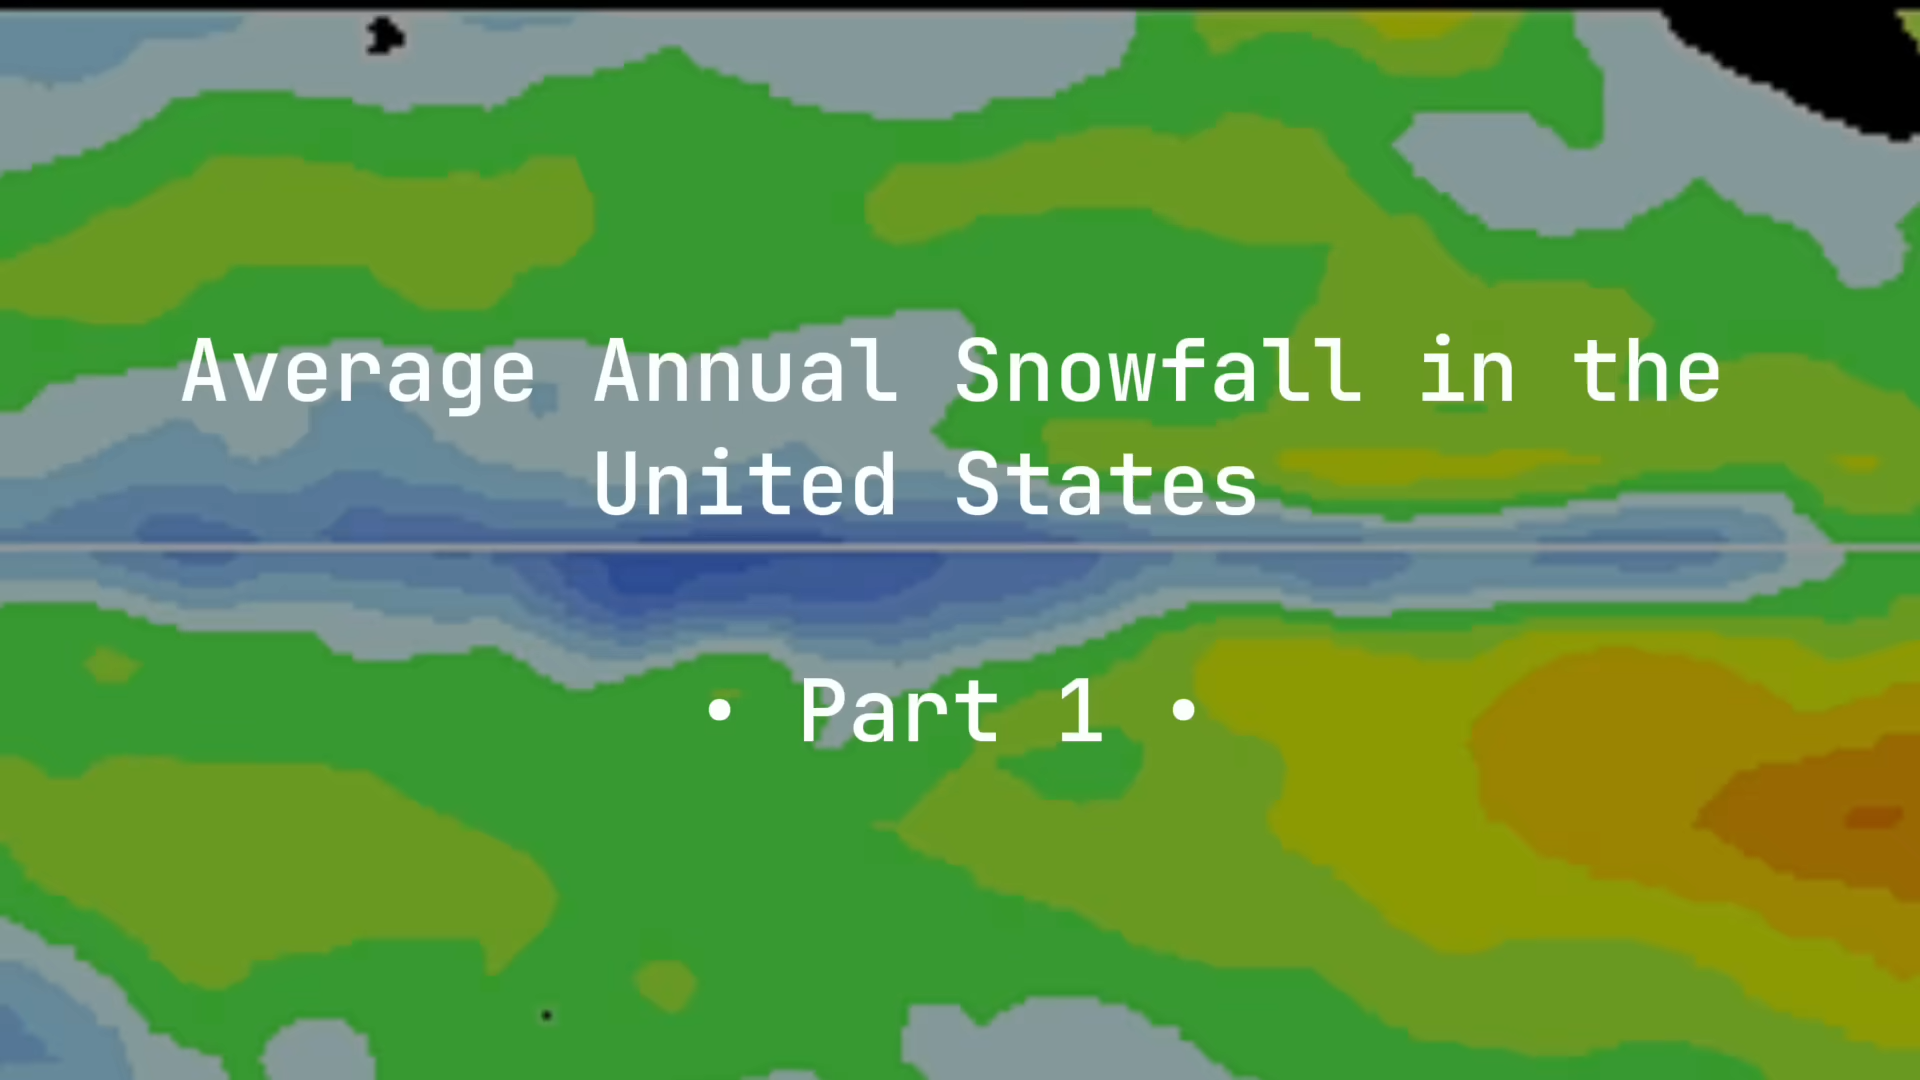 Average Annual Snowfall in the
United States
• Part 1 •